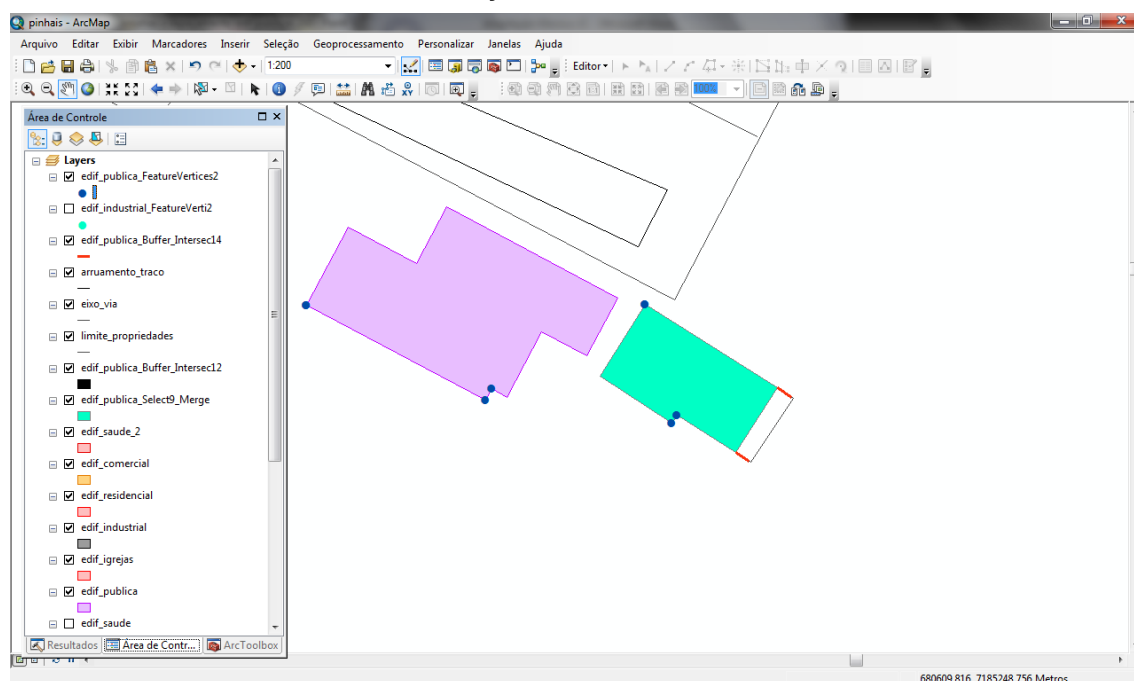 pinhais - ArcMap
Arquivo Editar Exibir Marcadores Inserir Seleção Geoprocessamento Personalizar Janelas Ajuda
1:200 Editor
100%
Área de Controle
Layers
edif_publica_FeatureVertices2
edif_industrial_FeatureVerti2
edif_publica_Buffer_Intersec14
arruamento_traco
eixo_via
limite_propriedades
edif_publica_Buffer_Intersec12
edif_publica_Select9_Merge
edif_saude_2
edif_comercial
edif_residencial
edif_industrial
edif_igrejas
edif_publica
edif_saude
Resultados Área de Contr... ArcToolbox
680609,816 7185248,756 Metros